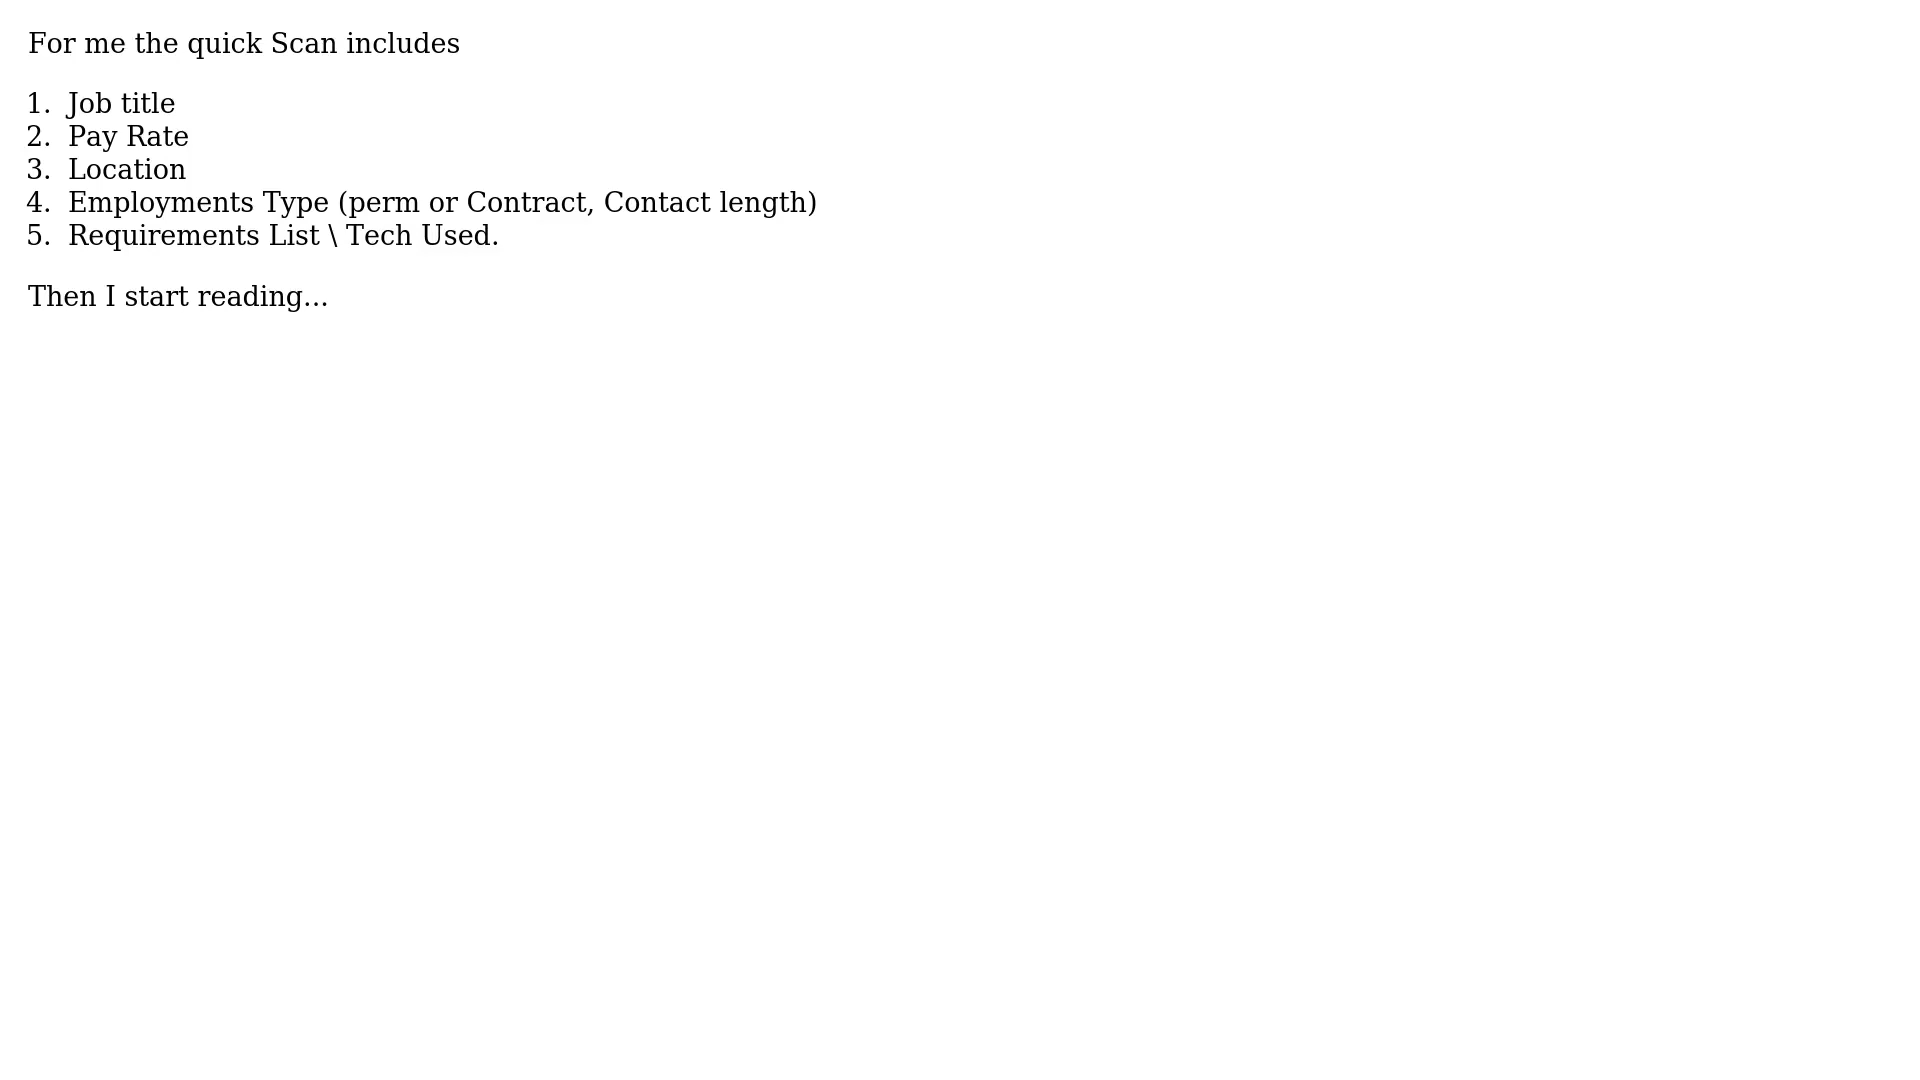 For me the quick Scan includes
1. Job title
2. Pay Rate
3. Location
4. Employments Type (perm or Contract, Contact length)
5. Requirements List \ Tech Used.
Then I start reading...